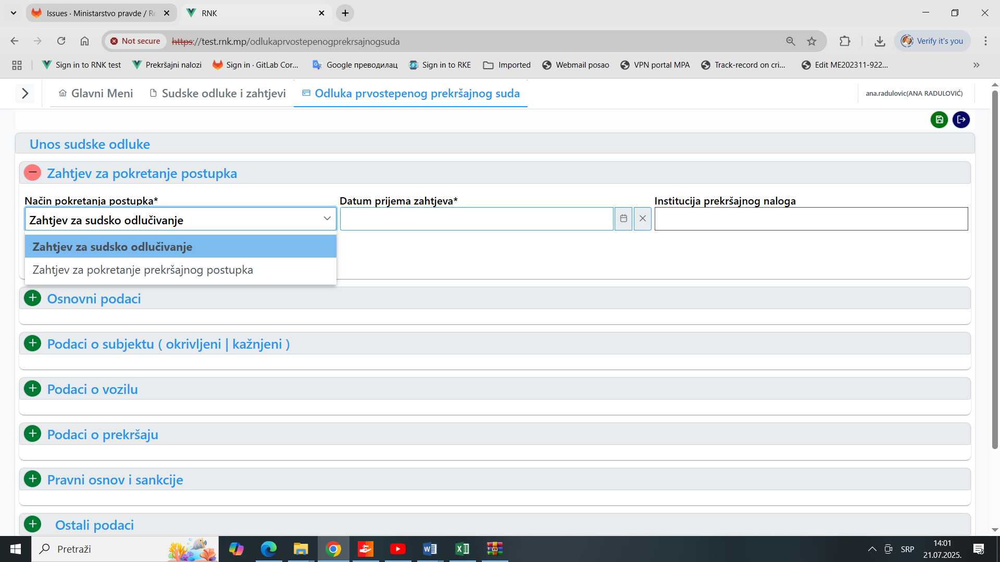 Issues · Ministarstvo pravde / Re
RNK
Not secure
https://test.rnk.mp/odlukaprvostepenogprekrsajnogsuda
Verify it's you
Sign in to RNK test
Prekršajni nalozi
Sign in · GitLab Cor...
Google преводилац
Sign in to RKE
Imported
Webmail posao
VPN portal MPA
Track-record on cri...
Edit ME202311-922...
Glavni Meni
Sudske odluke i zahtjevi
Odluka prvostepenog prekršajnog suda
ana.radulovic(ANA RADULOVIĆ)
Unos sudske odluke
Zahtjev za pokretanje postupka
Način pokretanja postupka*
Datum prijema zahtjeva*
Institucija prekršajnog naloga
Zahtjev za sudsko odlučivanje
Zahtjev za sudsko odlučivanje
Zahtjev za pokretanje prekršajnog postupka
Osnovni podaci
Podaci o subjektu ( okrivljeni | kažnjeni )
Podaci o vozilu
Podaci o prekršaju
Pravni osnov i sankcije
Ostali podaci
Pretraži
SRP
14:01
21.07.2025.